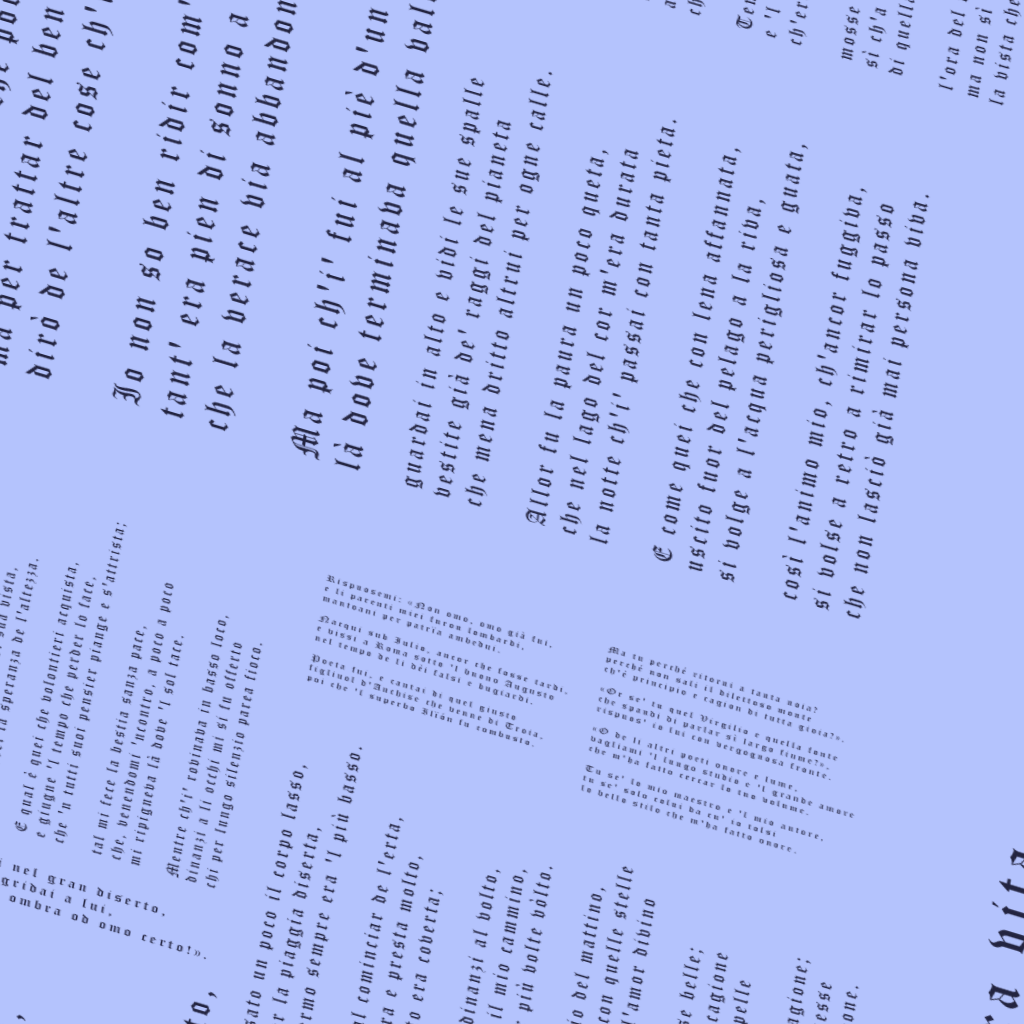 ma per trattar del ben
dirò de l'altre cose ch'i
Io non so ben ridir com'
tant' era pien di sonno a
che la verace via abbandon
Ma poi ch'i' fui al piè d'un
là dove terminava quella val
guardai in alto e vidi le sue spalle
vestite già de' raggi del pianeta
che mena dritto altrui per ogne calle.
Allor fu la paura un poco queta,
che nel lago del cor m'era durata
la notte ch'i' passai con tanta pieta.
E come quei che con lena affannata,
uscito fuor del pelago a la riva,
si volge a l'acqua perigliosa e guata,
così l'animo mio, ch'ancor fuggiva,
si volse a retro a rimirar lo passo
che non lasciò già mai persona viva.
sato un poco il corpo lasso,
r la piaggia diserta,
ermo sempre era 'l più basso.
al cominciar de l'erta,
ra e presta molto,
to era coverta;
dinanzi al volto,
il mio cammino,
più volte vòlto.
io del mattino,
con quelle stelle
l'amor divino
se belle;
cagione
pelle
agione;
esse
one.
Ten
e 'l
ch'er
mosse
sì ch'a
di quella
l'ora del
ma non sì
la vista che
vista,
la speranza de l'altezza.
E qual è quei che volontieri acquista,
e giugne 'l tempo che perder lo face,
che 'n tutti suoi pensier piange e s'attrista;
tal mi fece la bestia sanza pace,
che, venendomi 'ncontro, a poco a poco
mi ripigneva là dove 'l sol tace.
Mentre ch'i' rovinava in basso loco,
dinanzi a li occhi mi si fu offerto
chi per lungo silenzio parea fioco.
nel gran diserto,
gridai a lui,
ombra od omo certo!».
Rispuosemi: «Non omo, omo già fui,
e li parenti miei furon lombardi,
mantoani per patrïa ambedui.
Nacqui sub Iulio, ancor che fosse tardi,
e vissi a Roma sotto 'l buono Augusto
nel tempo de li dèi falsi e bugiardi.
Poeta fui, e cantai di quel giusto
figliuol d'Anchise che venne di Troia,
poi che 'l superbo Ilïón fu combusto.
Ma tu perché ritorni a tanta noia?
perché non sali il dilettoso monte
ch'è principio e cagion di tutta gioia?».
«Or se' tu quel Virgilio e quella fonte
che spandi di parlar sì largo fiume?»,
rispuos' io lui con vergognosa fronte.
«O de li altri poeti onore e lume,
vagliami 'l lungo studio e 'l grande amore
che m'ha fatto cercar lo tuo volume.
Tu se' lo mio maestro e 'l mio autore,
tu se' solo colui da cu' io tolsi
lo bello stilo che m'ha fatto onore.
to,
vita